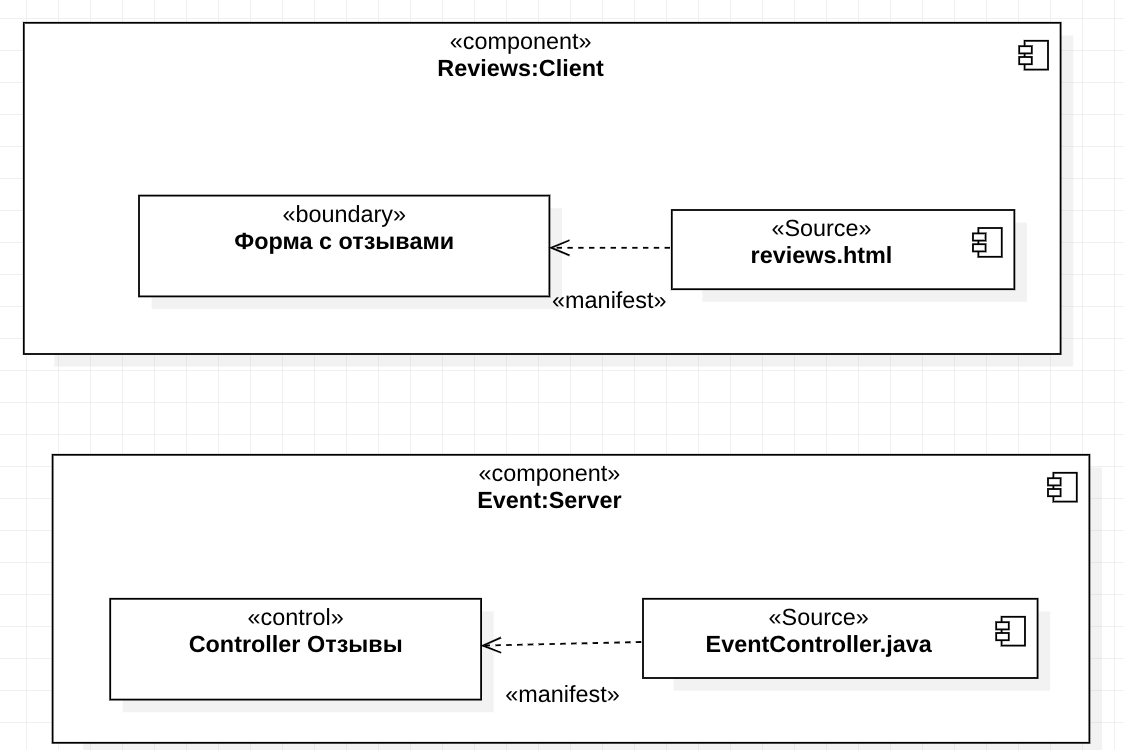 «component»
Reviews:Client
«boundary»
Форма с отзывами
«Source»
reviews.html
«manifest»
«component»
Event:Server
«control»
Controller Отзывы
«Source»
EventController.java
«manifest»